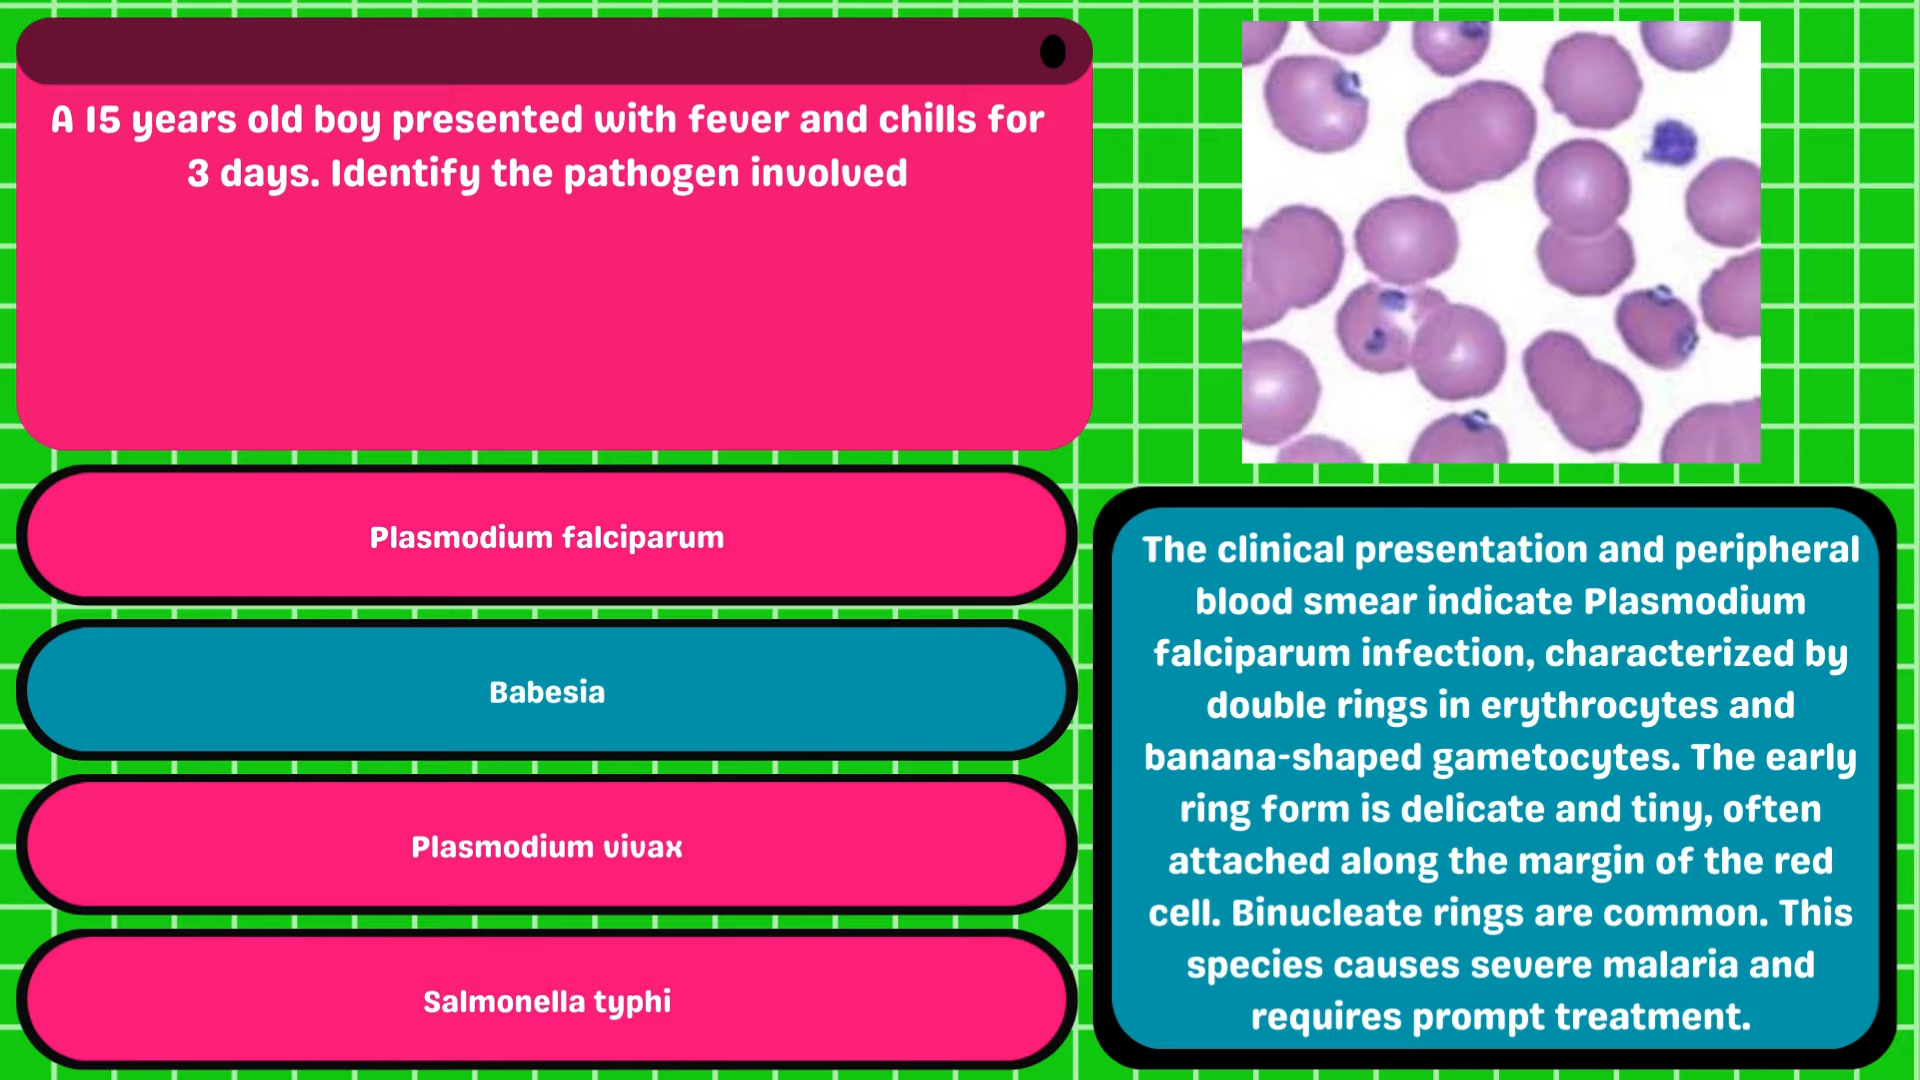 A 15 years old boy presented with fever and chills for
3 days. Identify the pathogen involved
Plasmodium falciparum
Babesia
Plasmodium vivax
Salmonella typhi
The clinical presentation and peripheral
blood smear indicate Plasmodium
falciparum infection, characterized by
double rings in erythrocytes and
banana-shaped gametocytes. The early
ring form is delicate and tiny, often
attached along the margin of the red
cell. Binucleate rings are common. This
species causes severe malaria and
requires prompt treatment.